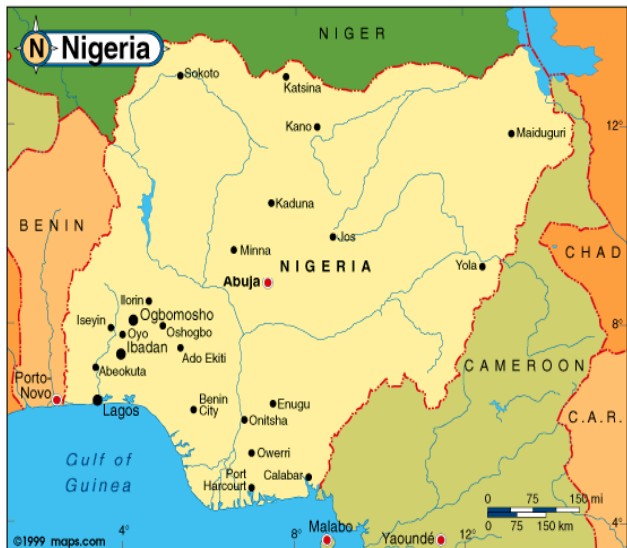 N Nigeria
NIGER
Sokoto
Katsina
Kano
12°
Maiduguri
BENIN
Kaduna
Jos
CHAD
Minna
NIGERIA
Yola
Abuja
Ilorin
Ogbomosho
8°
Iseyin
Oshogbo
Oyo
Ibadan
Ado Ekiti
CAMEROON
Abeokuta
Porto-
Novo
Lagos
Benin
City
Enugu
Onitsha
C.A.R.
Gulf of
Guinea
Owerri
Port
Harcourt
Calabar
0 75 150 mi
0 75 150 km
4°
8°
Malabo
Yaoundé
12°
4°
©1999 maps.com